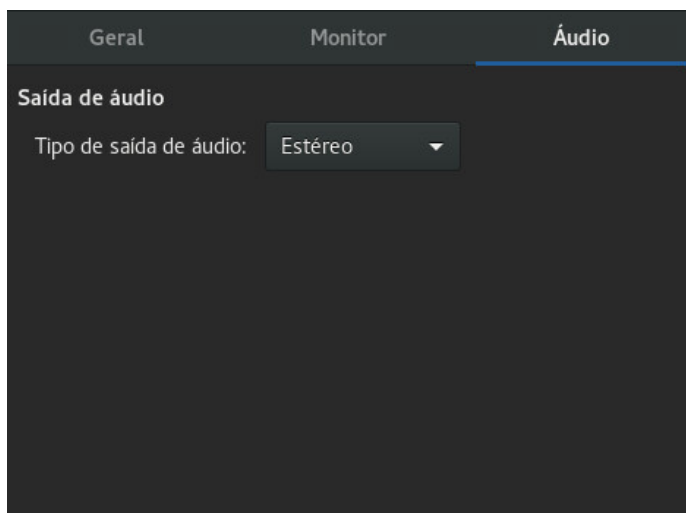 Geral Monitor Áudio
Saída de áudio
Tipo de saída de áudio: Estéreo